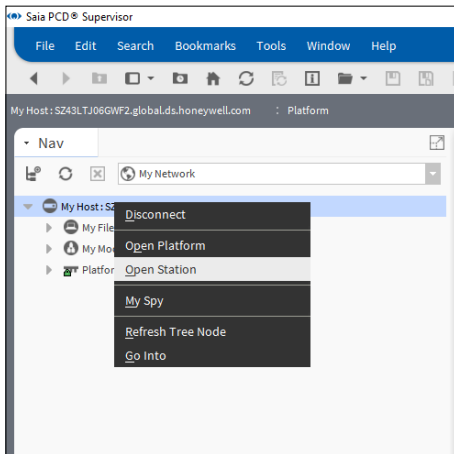 Saia PCD® Supervisor
File Edit Search Bookmarks Tools Window Help
My Host : SZ43LTJ06GWF2.global.ds.honeywell.com : Platform
Nav
My Network
My Host : SZ
My File
My Mo
Platfor
Disconnect
Open Platform
Open Station
My Spy
Refresh Tree Node
Go Into